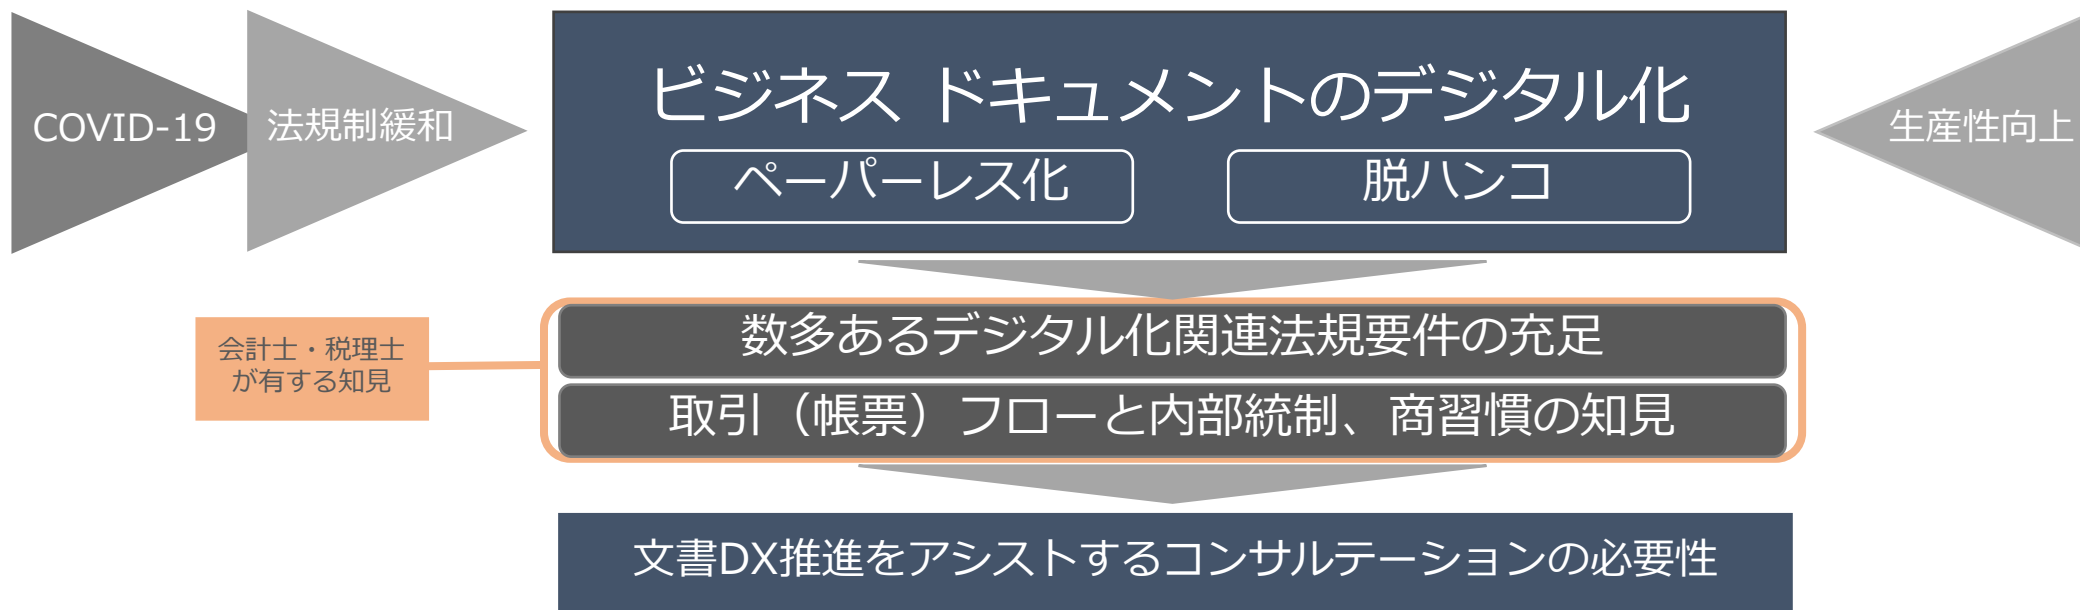 COVID-19
法規制緩和
ビジネス ドキュメントのデジタル化
ペーパーレス化
脱ハンコ
生産性向上
会計士・税理士
が有する知見
数多あるデジタル化関連法規要件の充足
取引（帳票）フローと内部統制、商習慣の知見
文書DX推進をアシストするコンサルテーションの必要性